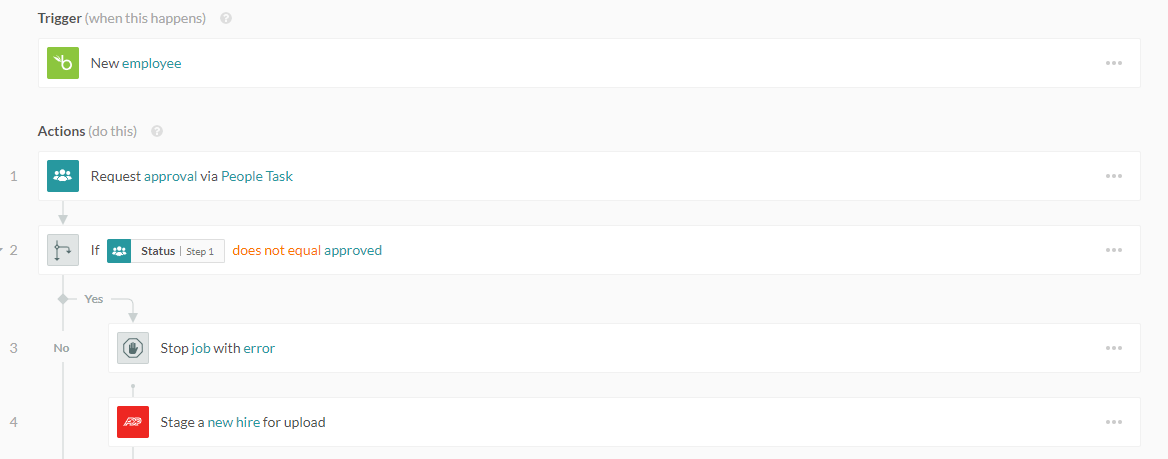 Trigger (when this happens) ?
New employee
Actions (do this) ?
1 Request approval via People Task
2 If Status | Step 1 does not equal approved
Yes
3 No Stop job with error
4 ADP Stage a new hire for upload